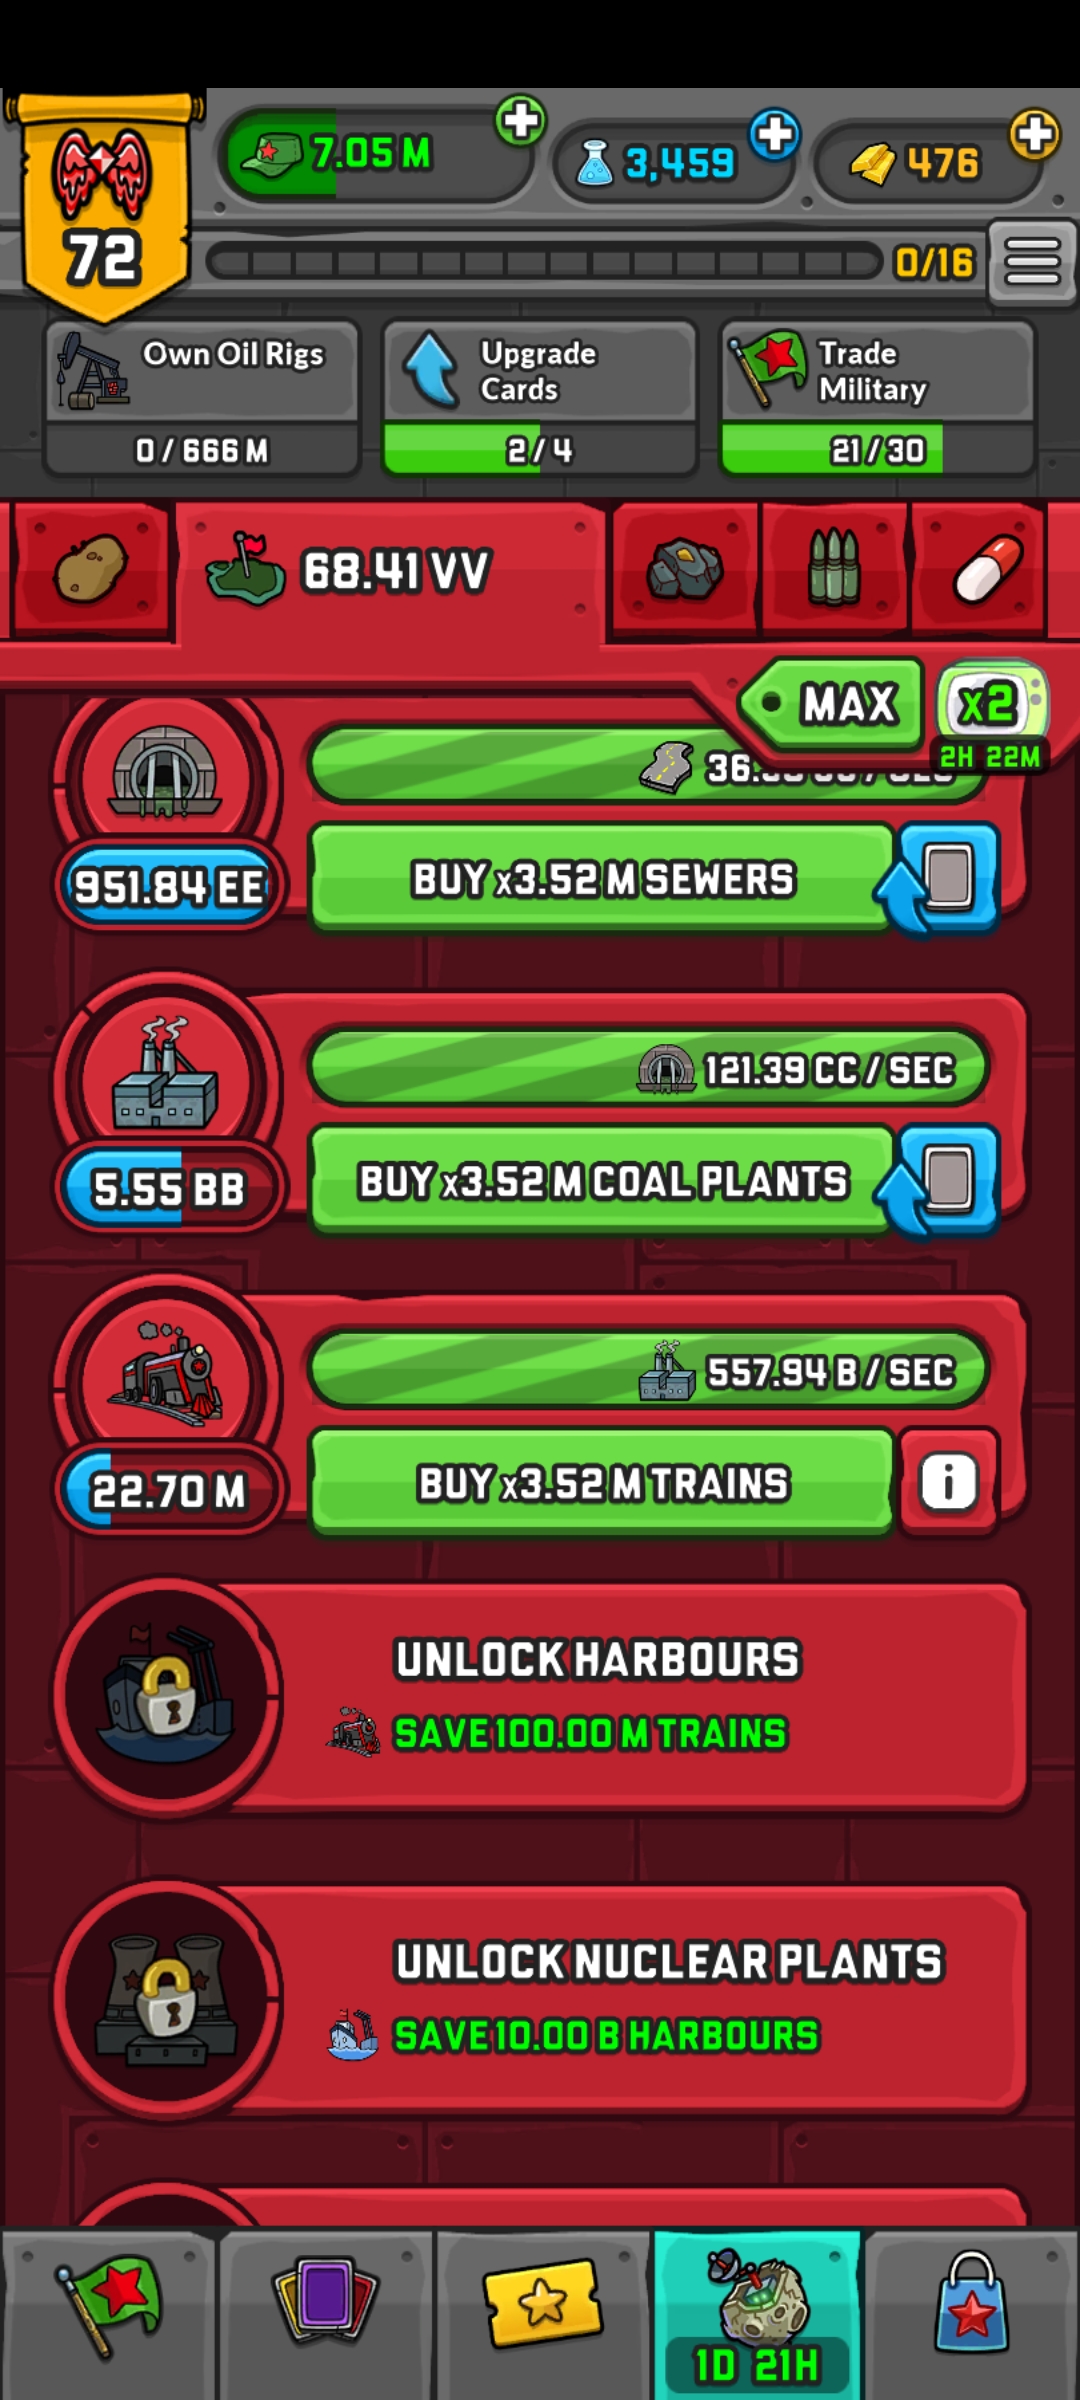 72
7.05 M
3,459
476
0/16
Own Oil Rigs
0 / 666 M
Upgrade
Cards
2 / 4
Trade
Military
21 / 30
68.41 VV
MAX
x2
2H 22M
951.84 EE
BUY x3.52 M SEWERS
121.39 CC / SEC
5.55 BB
BUY x3.52 M COAL PLANTS
557.94 B / SEC
22.70 M
BUY x3.52 M TRAINS
i
UNLOCK HARBOURS
SAVE 100.00 M TRAINS
UNLOCK NUCLEAR PLANTS
SAVE 10.00 B HARBOURS
1D 21H